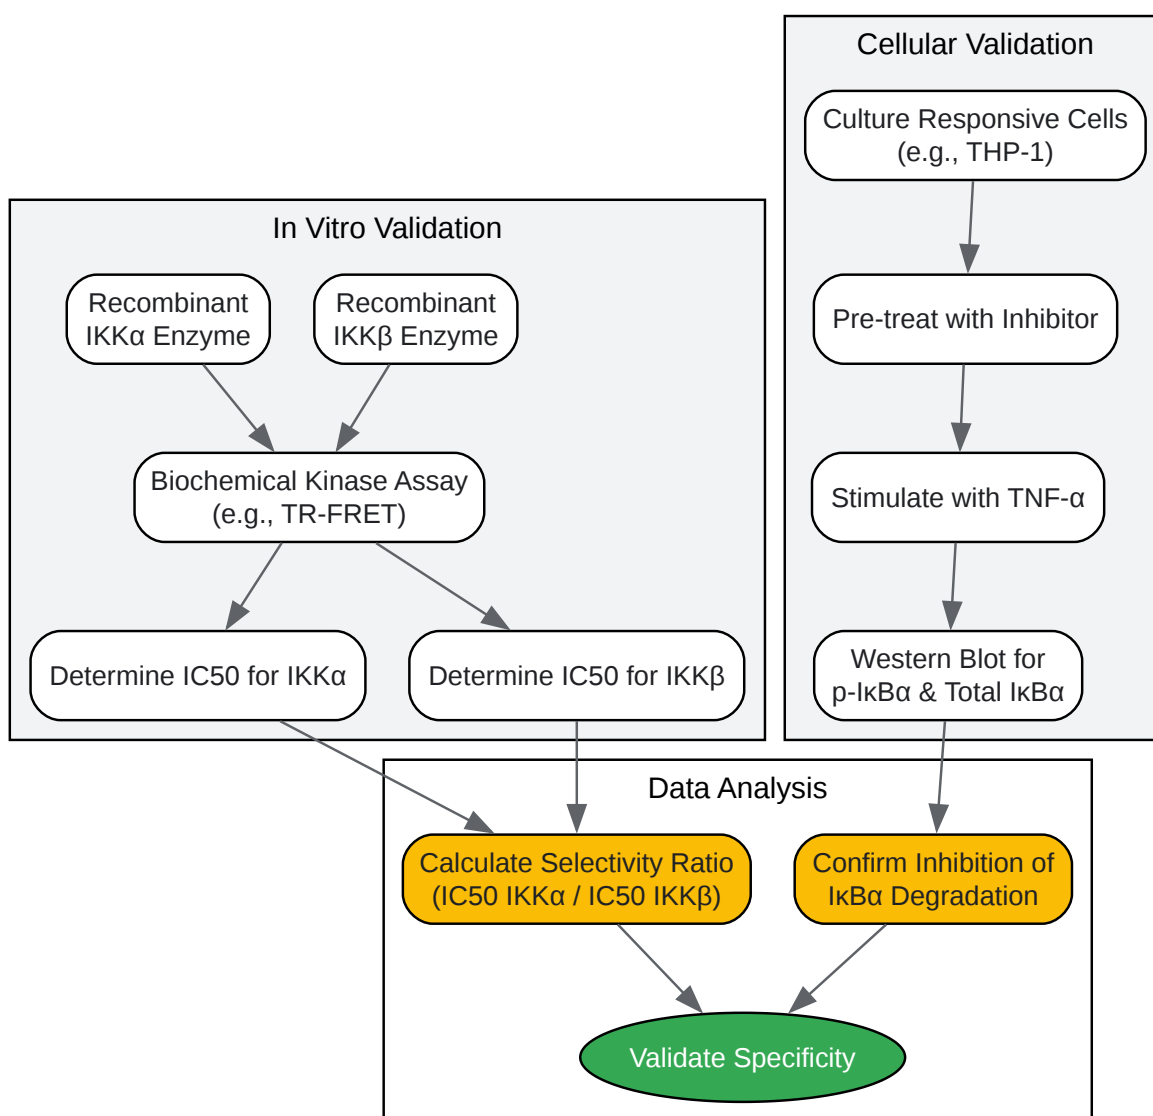 Cellular Validation
Culture Responsive Cells
(e.g., THP-1)
Pre-treat with Inhibitor
Stimulate with TNF-α
Western Blot for
p-IκBα & Total IκBα
In Vitro Validation
Recombinant
IKKα Enzyme
Recombinant
IKKβ Enzyme
Biochemical Kinase Assay
(e.g., TR-FRET)
Determine IC50 for IKKα
Determine IC50 for IKKβ
Data Analysis
Calculate Selectivity Ratio
(IC50 IKKα / IC50 IKKβ)
Confirm Inhibition of
IκBα Degradation
Validate Specificity